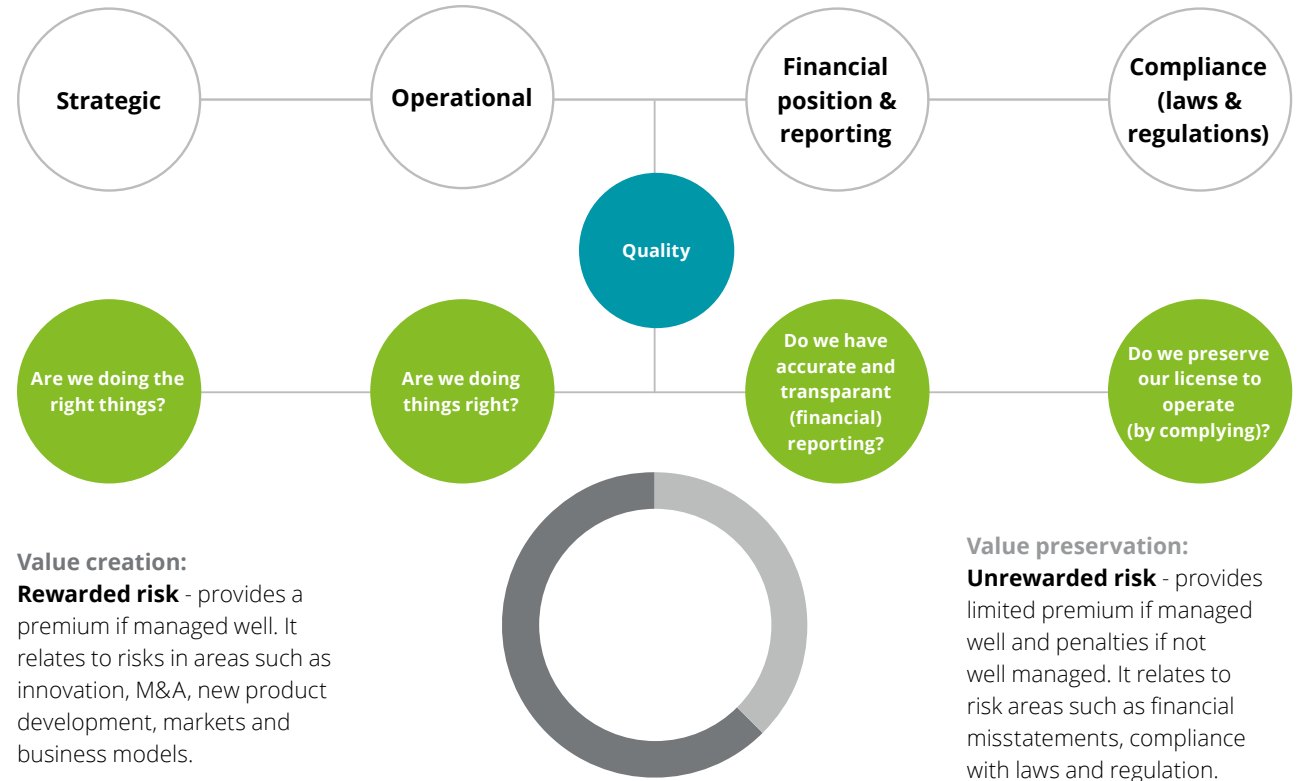 Strategic
Operational
Financial
position &
reporting
Compliance
(laws &
regulations)
Quality
Are we doing the
right things?
Are we doing
things right?
Do we have
accurate and
transparant
(financial)
reporting?
Do we preserve
our license to
operate
(by complying)?
Value creation:
Rewarded risk - provides a
premium if managed well. It
relates to risks in areas such as
innovation, M&A, new product
development, markets and
business models.
Value preservation:
Unrewarded risk - provides
limited premium if managed
well and penalties if not
well managed. It relates to
risk areas such as financial
misstatements, compliance
with laws and regulation.